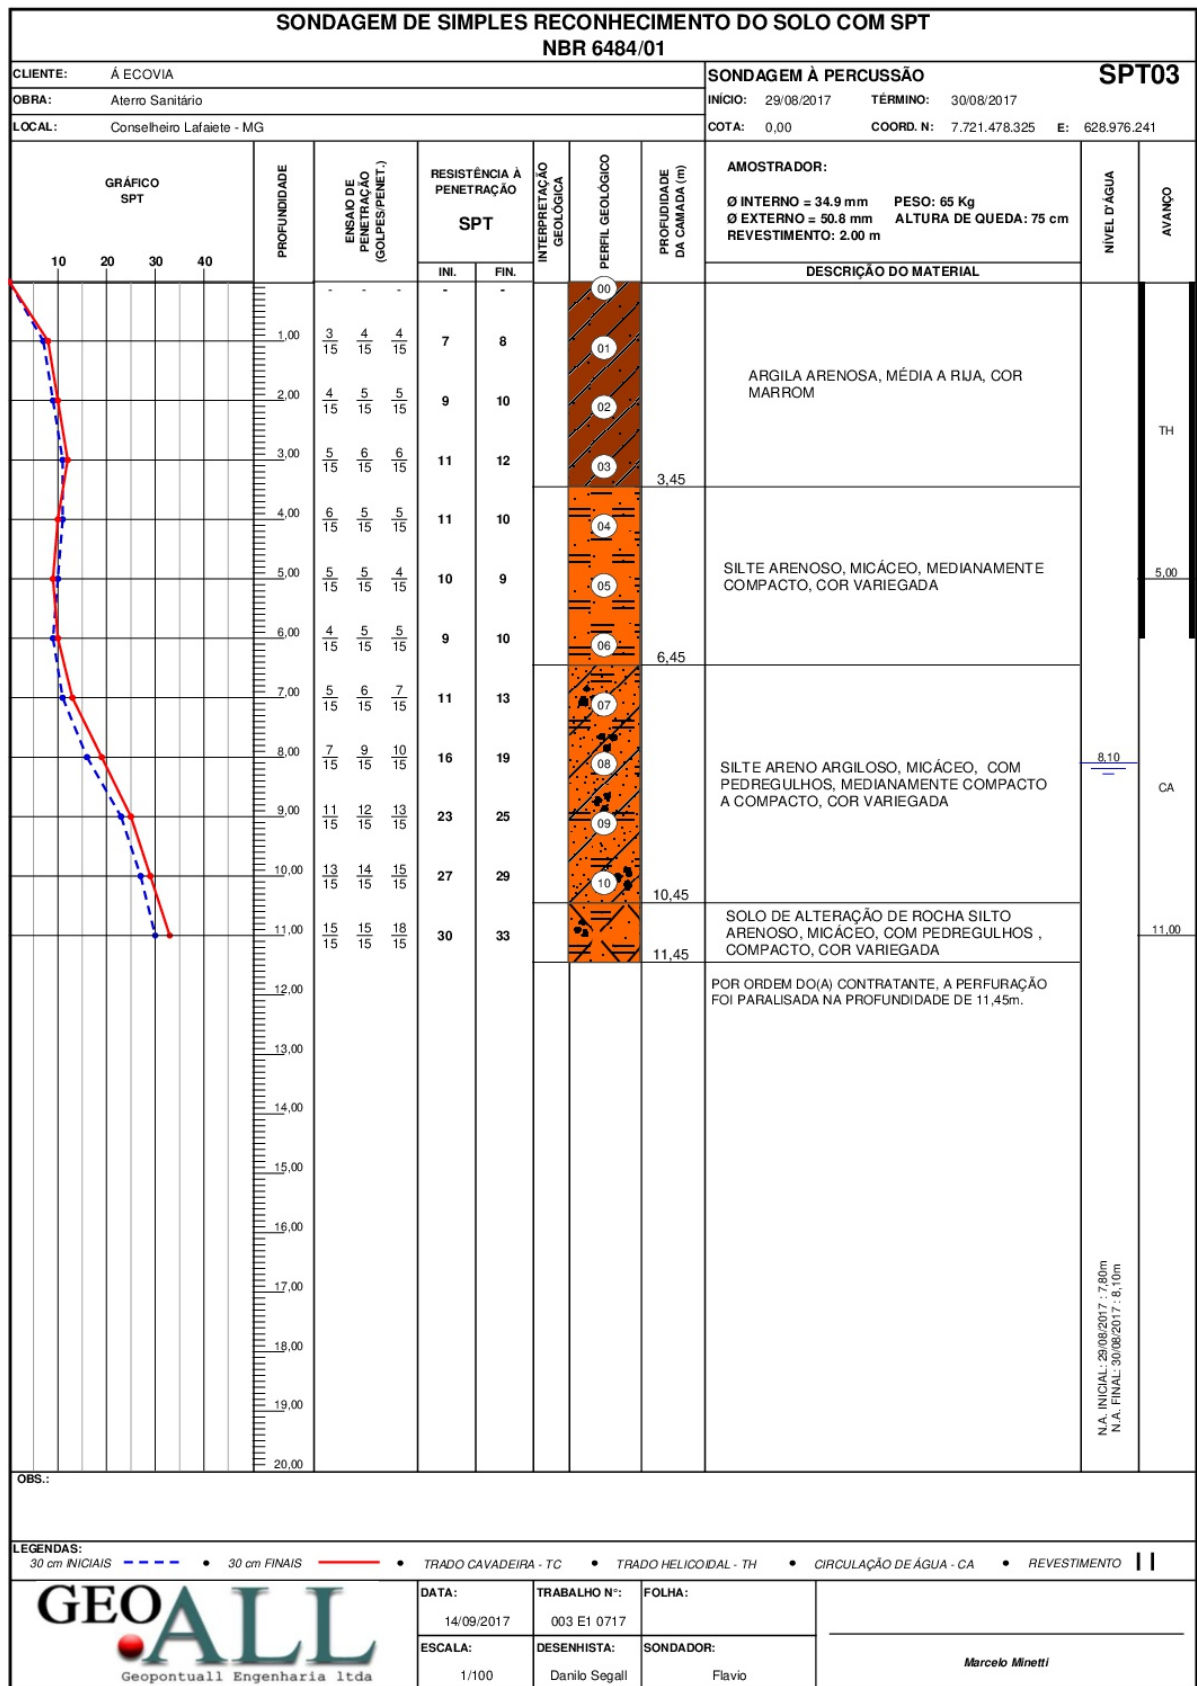 SONDAGEM DE SIMPLES RECONHECIMENTO DO SOLO COM SPT
NBR 6484/01
CLIENTE: Á ECOVIA
OBRA: Aterro Sanitário
LOCAL: Conselheiro Lafaiete - MG
SONDAGEM À PERCUSSÃO SPT03
INÍCIO: 29/08/2017 TÉRMINO: 30/08/2017
COTA: 0,00 COORD. N: 7.721.478.325 E: 628.976.241
GRÁFICO
SPT
10 20 30 40
PROFUNDIDADE
ENSAIO DE
PENETRAÇÃO
(GOLPES/PENET.)
RESISTÊNCIA À
PENETRAÇÃO
SPT
INI. FIN.
INTERPRETAÇÃO
GEOLÓGICA
PERFIL GEOLÓGICO
PROFUDIDADE
DA CAMADA (m)
AMOSTRADOR:
Ø INTERNO = 34.9 mm PESO: 65 Kg
Ø EXTERNO = 50.8 mm ALTURA DE QUEDA: 75 cm
REVESTIMENTO: 2.00 m
DESCRIÇÃO DO MATERIAL
NÍVEL D'ÁGUA
AVANÇO
- - - - - 00
1,00 3/15 4/15 4/15 7 8 01
2,00 4/15 5/15 5/15 9 10 02
3,00 5/15 6/15 6/15 11 12 03
3,45
ARGILA ARENOSA, MÉDIA A RIJA, COR
MARROM
TH
4,00 6/15 5/15 5/15 11 10 04
5,00 5/15 5/15 4/15 10 9 05
6,00 4/15 5/15 5/15 9 10 06
6,45
SILTE ARENOSO, MICÁCEO, MEDIANAMENTE
COMPACTO, COR VARIEGADA
5,00
7,00 5/15 6/15 7/15 11 13 07
8,00 7/15 9/15 10/15 16 19 08
9,00 11/15 12/15 13/15 23 25 09
10,00 13/15 14/15 15/15 27 29 10
10,45
SILTE ARENO ARGILOSO, MICÁCEO, COM
PEDREGULHOS, MEDIANAMENTE COMPACTO
A COMPACTO, COR VARIEGADA
8,10
CA
11,00 15/15 15/15 18/15 30 33
11,45
SOLO DE ALTERAÇÃO DE ROCHA SILTO
ARENOSO, MICÁCEO, COM PEDREGULHOS ,
COMPACTO, COR VARIEGADA
11,00
POR ORDEM DO(A) CONTRATANTE, A PERFURAÇÃO
FOI PARALISADA NA PROFUNDIDADE DE 11,45m.
12,00
13,00
14,00
15,00
16,00
17,00
18,00
19,00
20,00
N.A. INICIAL: 29/08/2017 : 7,80m
N.A. FINAL: 30/08/2017 : 8,10m
OBS.:
LEGENDAS:
30 cm INICIAIS • 30 cm FINAIS • TRADO CAVADEIRA - TC • TRADO HELICOIDAL - TH • CIRCULAÇÃO DE ÁGUA - CA • REVESTIMENTO
GEO.ALL
Geopontuall Engenharia ltda
DATA: TRABALHO Nº: FOLHA:
14/09/2017 003 E1 0717
ESCALA: DESENHISTA: SONDADOR:
1/100 Danilo Segall Flavio
Marcelo Minetti